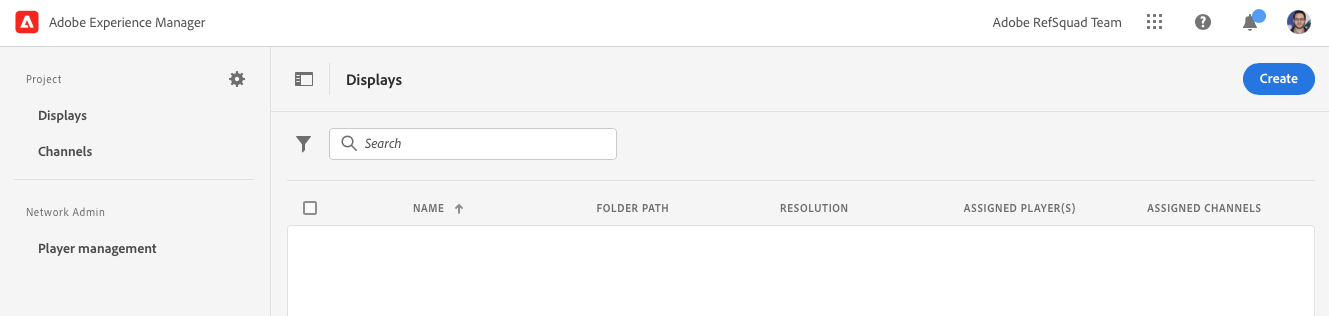 Adobe Experience Manager
Adobe RefSquad Team
Project
Displays
Channels
Network Admin
Player management
Displays
Create
Search
NAME
FOLDER PATH
RESOLUTION
ASSIGNED PLAYER(S)
ASSIGNED CHANNELS